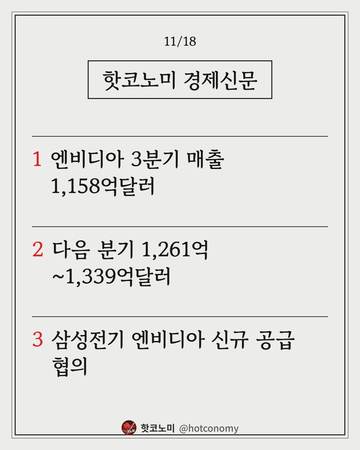 11/18
핫코노미 경제신문
1 엔비디아 3분기 매출
1,158억달러
2 다음 분기 1,261억
~1,339억달러
3 삼성전기 엔비디아 신규 공급
협의
핫코노미 @hotconomy